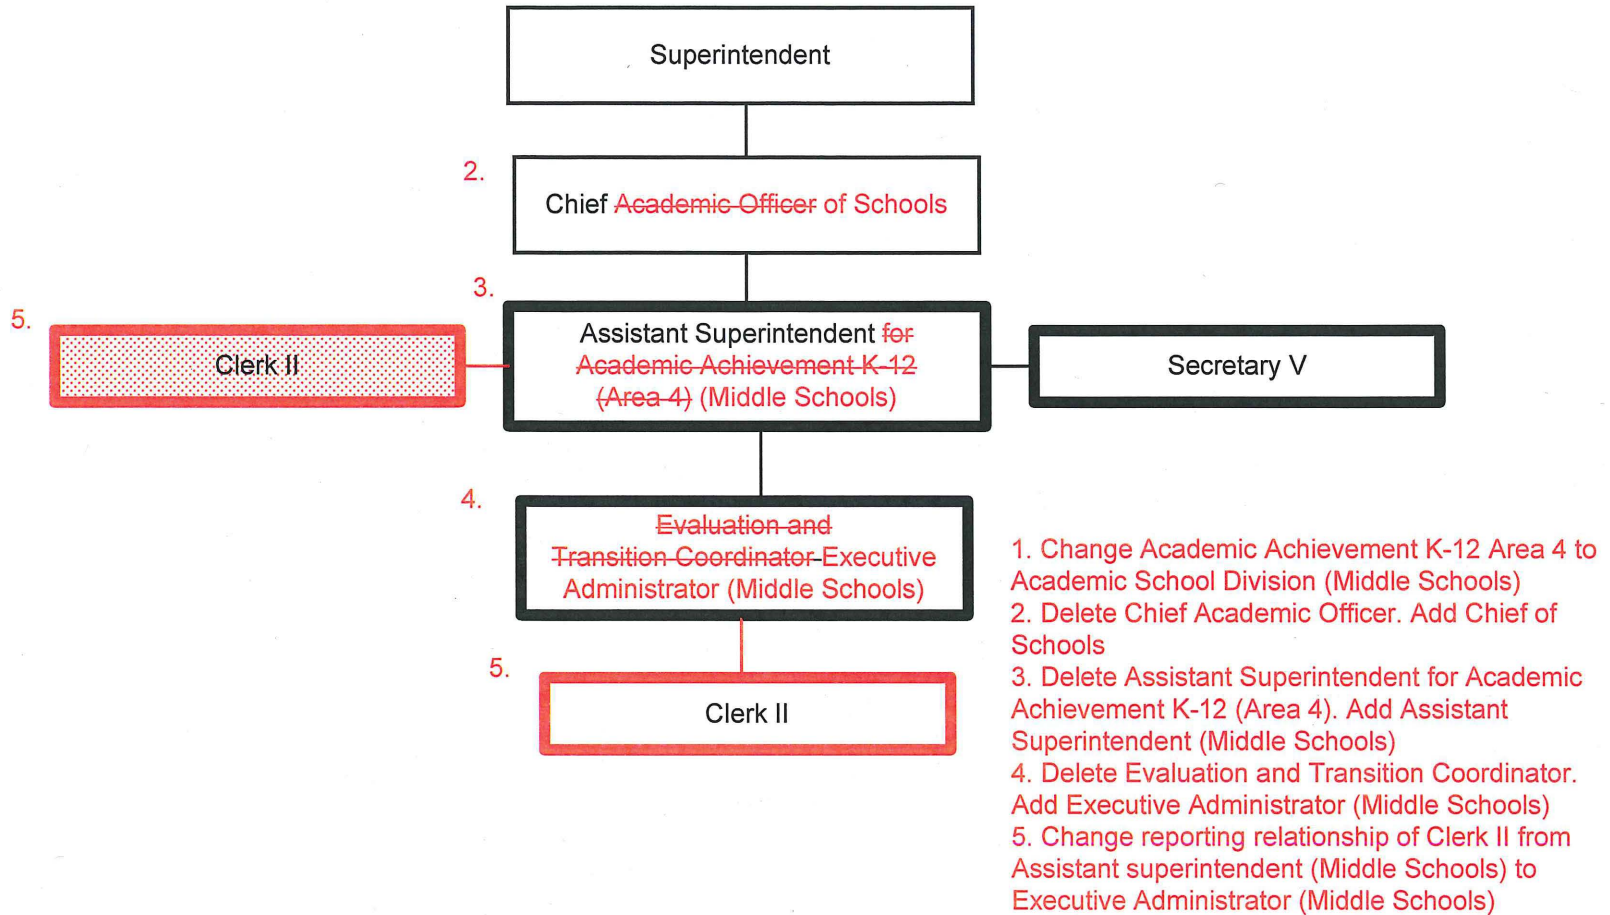 Superintendent
2.
Chief Academic Officer of Schools
3.
5.
Clerk II
Assistant Superintendent for
Academic Achievement K-12
(Area 4) (Middle Schools)
Secretary V
4.
Evaluation and
Transition Coordinator Executive
Administrator (Middle Schools)
5.
Clerk II
1. Change Academic Achievement K-12 Area 4 to
Academic School Division (Middle Schools)
2. Delete Chief Academic Officer. Add Chief of
Schools
3. Delete Assistant Superintendent for Academic
Achievement K-12 (Area 4). Add Assistant
Superintendent (Middle Schools)
4. Delete Evaluation and Transition Coordinator.
Add Executive Administrator (Middle Schools)
5. Change reporting relationship of Clerk II from
Assistant superintendent (Middle Schools) to
Executive Administrator (Middle Schools)